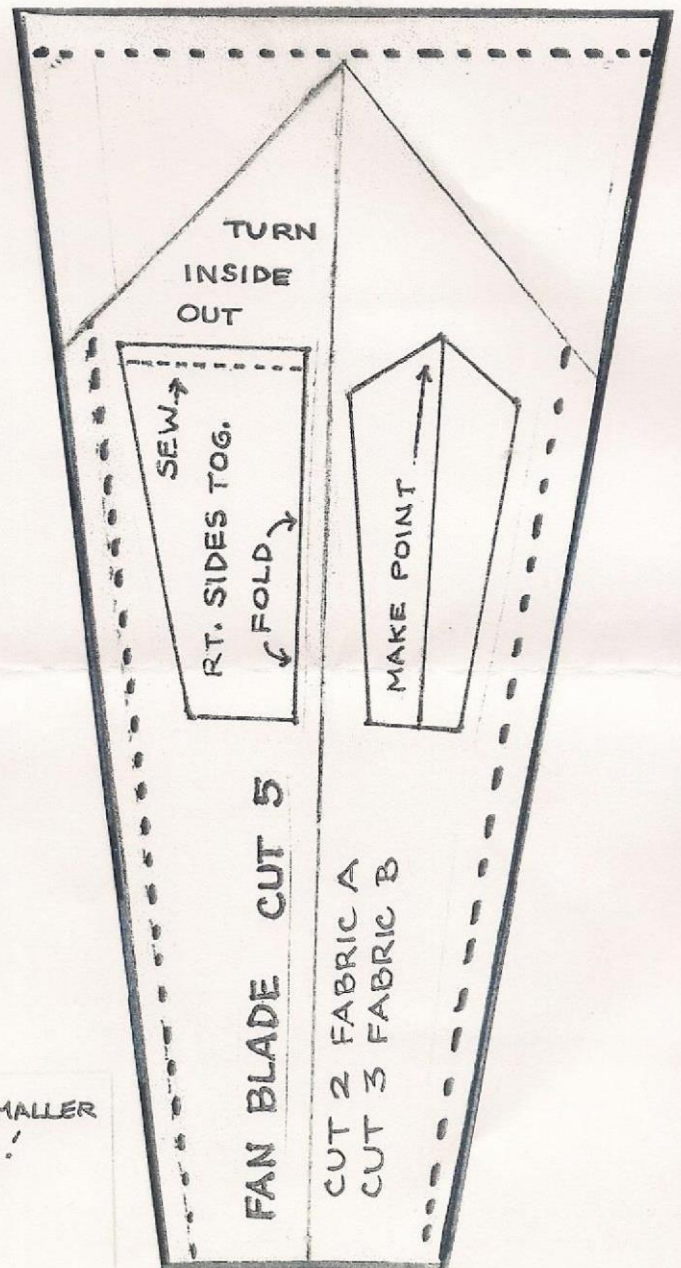 TURN
INSIDE
OUT
SEW
RT. SIDES TOG.
FOLD
MAKE POINT
FAN BLADE CUT 5
CUT 2 FABRIC A
CUT 3 FABRIC B
!